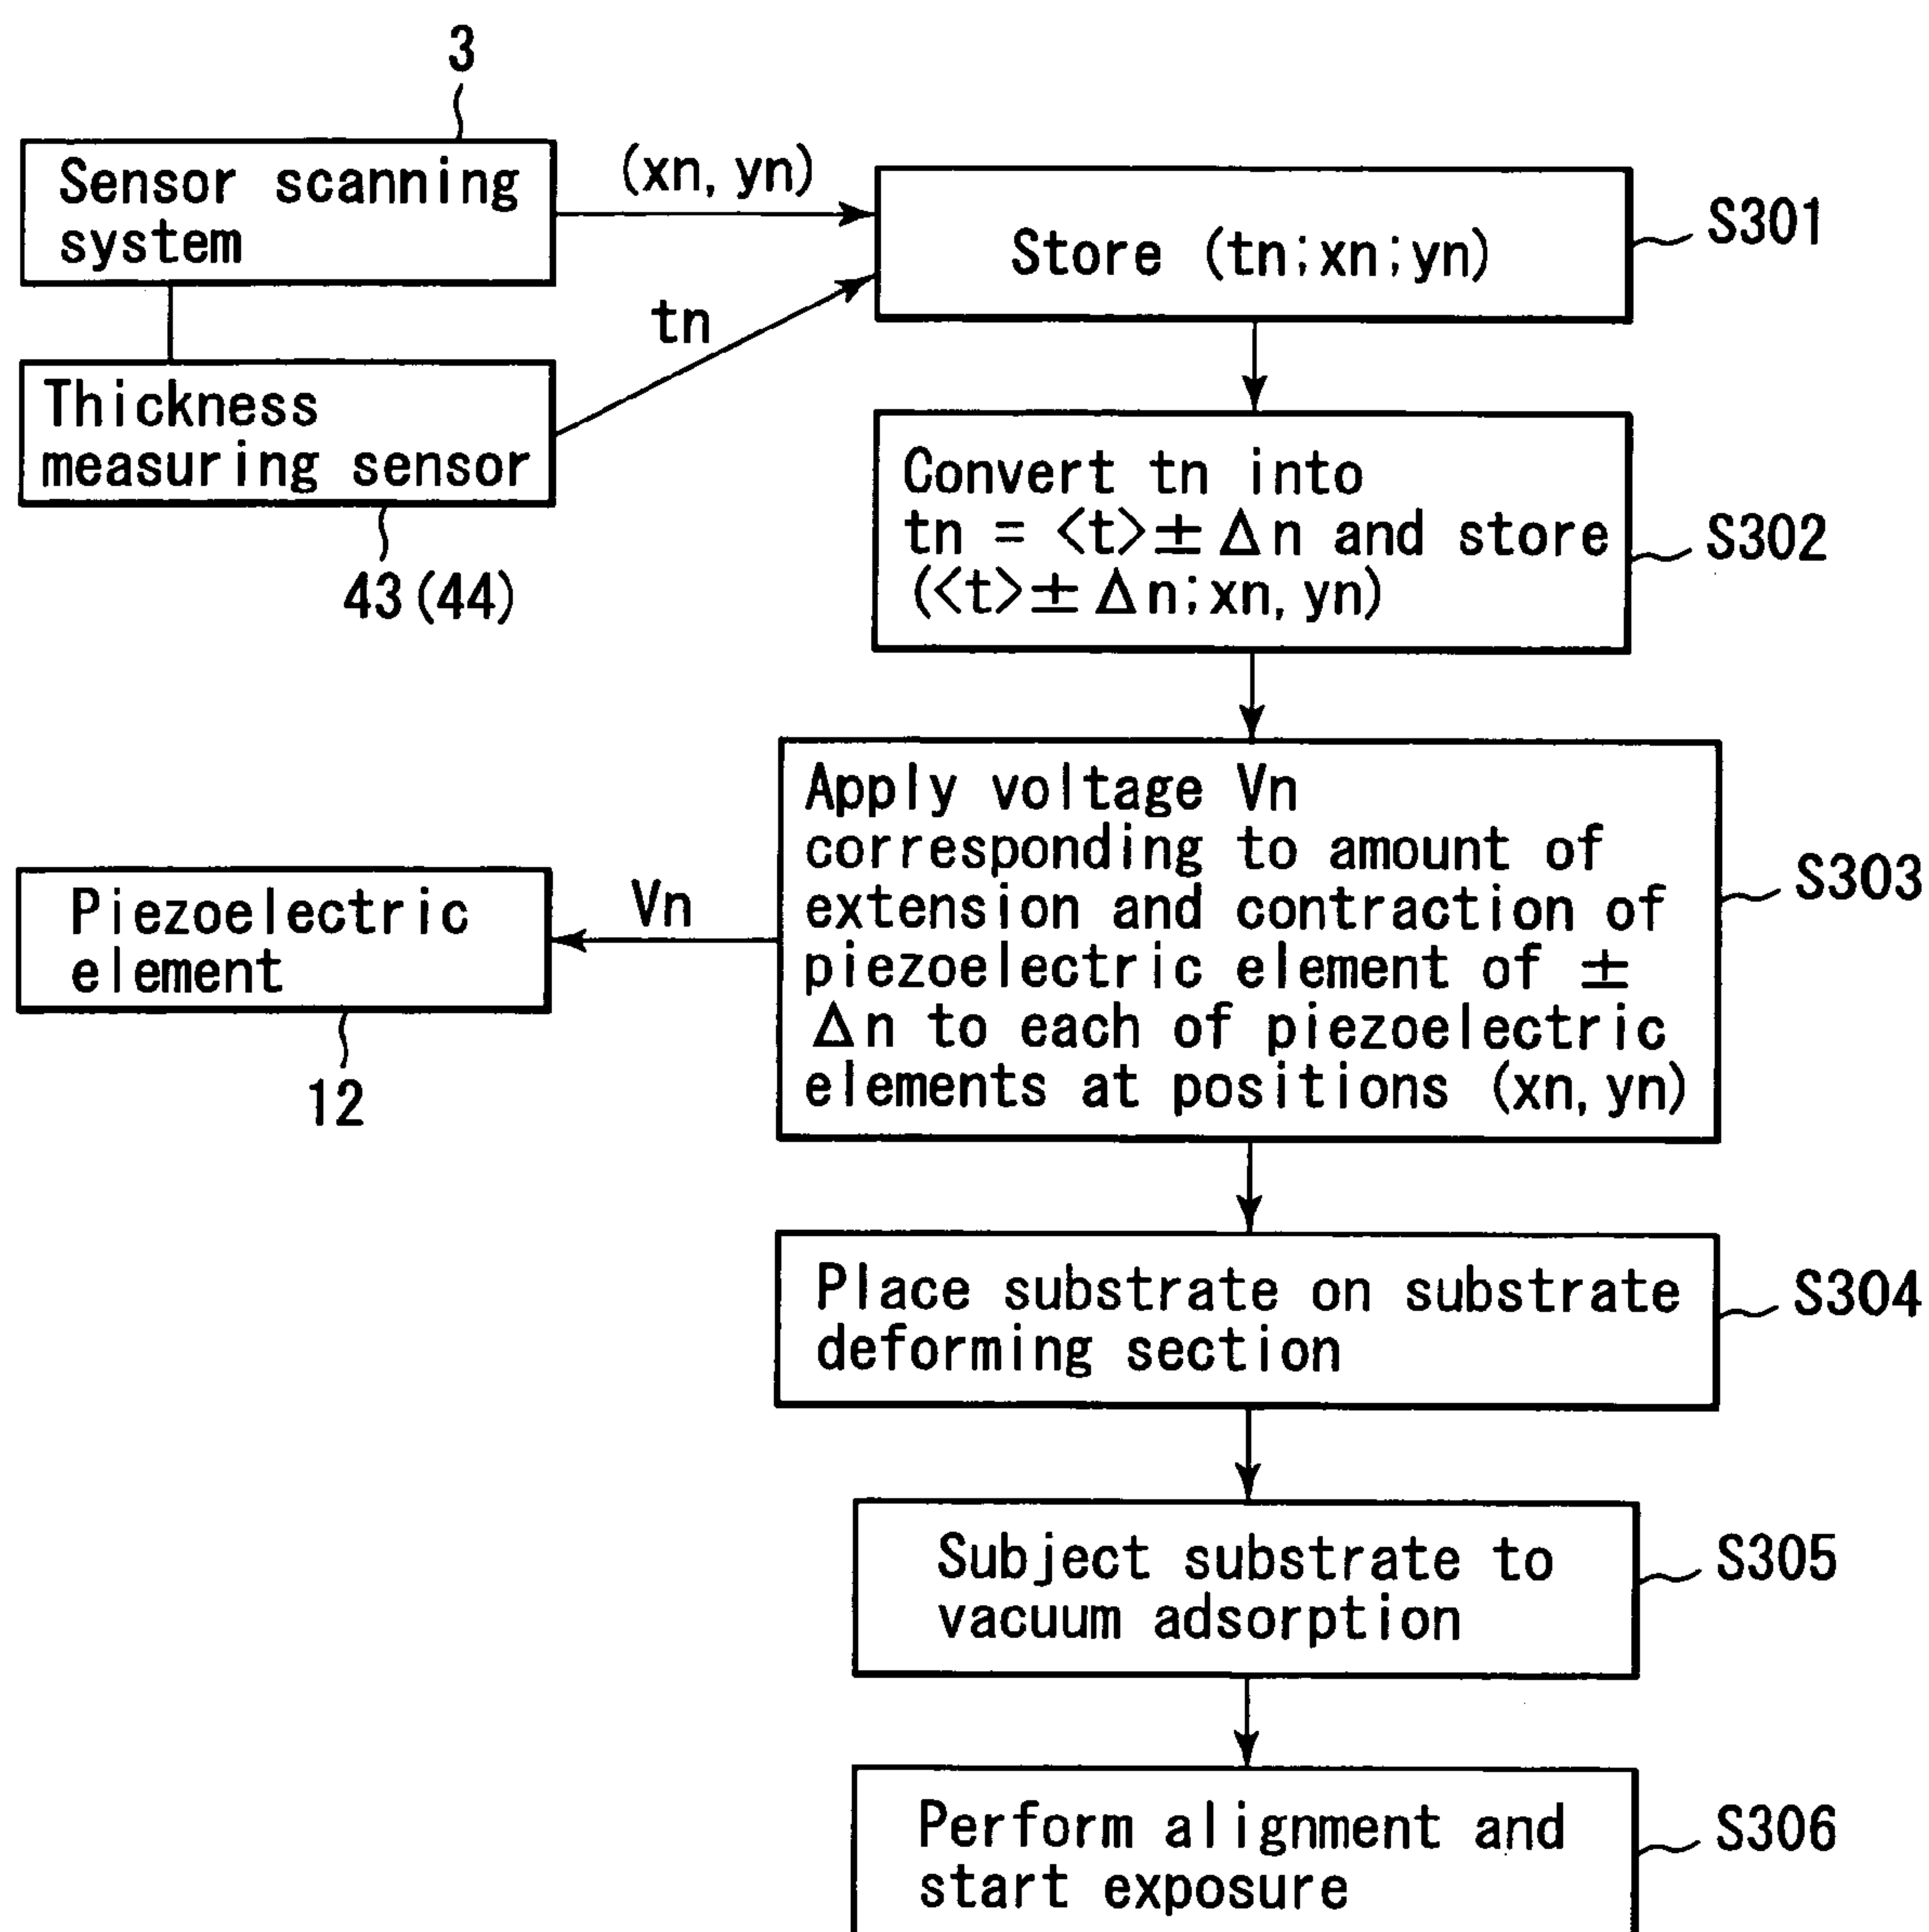 3
Sensor scanning
system
(xn, yn)
Store (tn;xn;yn)
S301
tn
Thickness
measuring sensor
43(44)
Convert tn into
tn = <t>± Δn and store
(<t>± Δn;xn, yn)
S302
Apply voltage Vn
corresponding to amount of
extension and contraction of
piezoelectric element of ±
Δn to each of piezoelectric
elements at positions (xn, yn)
S303
Vn
Piezoelectric
element
12
Place substrate on substrate
deforming section
S304
Subject substrate to
vacuum adsorption
S305
Perform alignment and
start exposure
S306